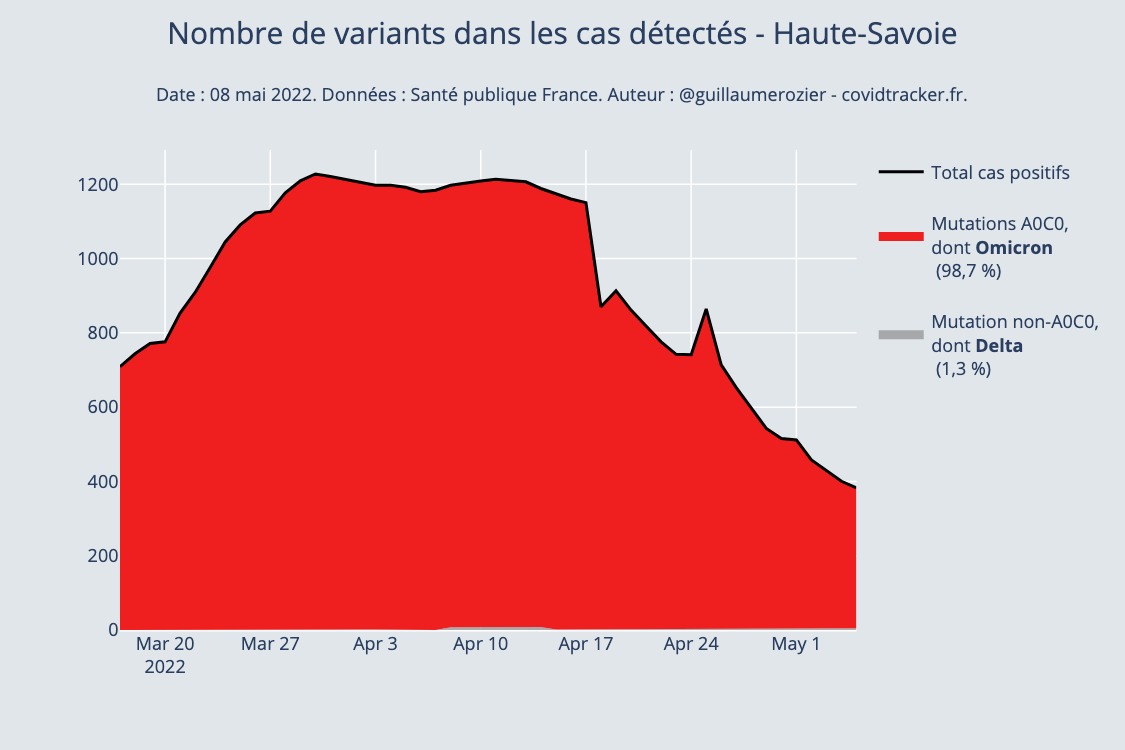 Nombre de variants dans les cas détectés - Haute-Savoie
Date : 08 mai 2022. Données : Santé publique France. Auteur : @guillaumerozier - covidtracker.fr.
1200
1000
800
600
400
200
0
Mar 20
2022
Mar 27
Apr 3
Apr 10
Apr 17
Apr 24
May 1
Total cas positifs
Mutations A0C0,
dont Omicron
(98,7 %)
Mutation non-A0C0,
dont Delta
(1,3 %)